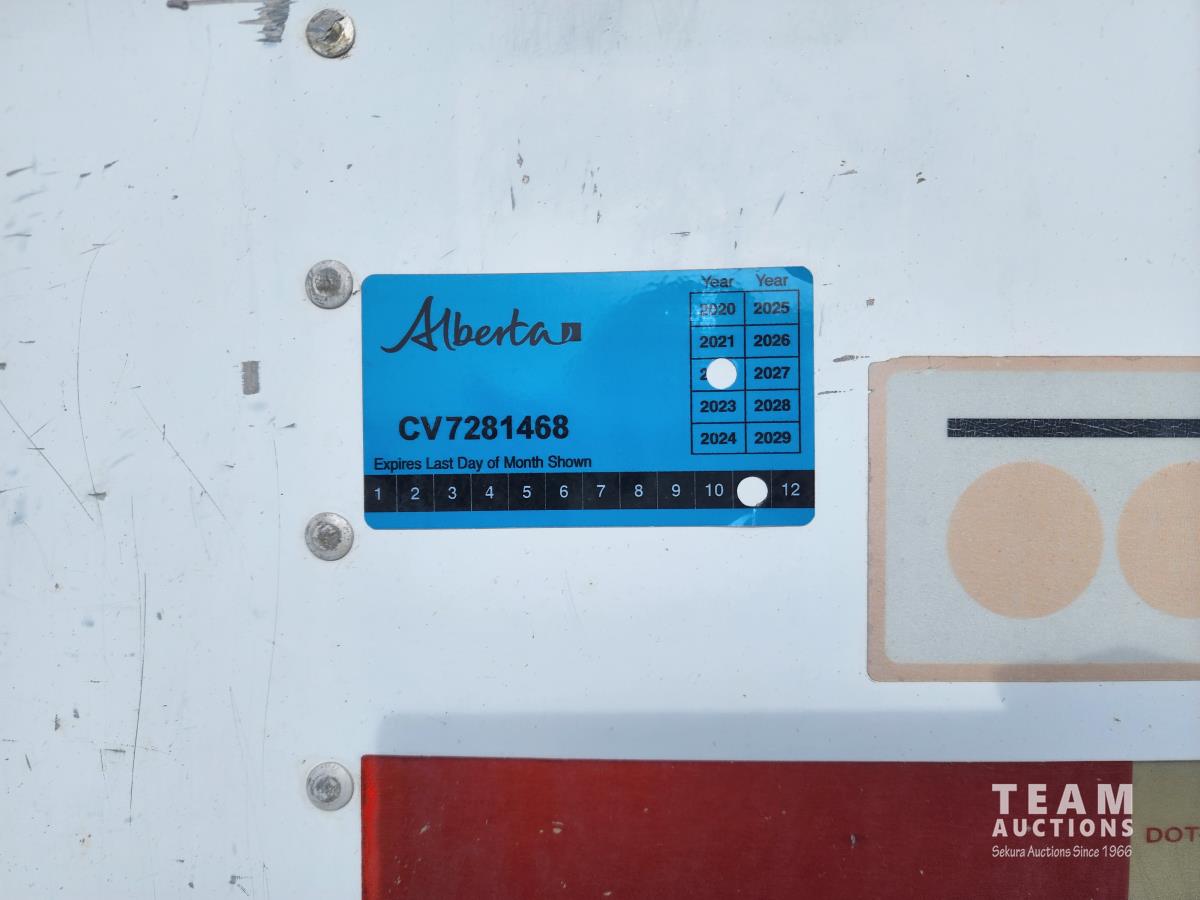 Alberta
Year Year
2020 2025
2021 2026
2027
2023 2028
2024 2029
CV7281468
Expires Last Day of Month Shown
1 2 3 4 5 6 7 8 9 10 12
TEAM
AUCTIONS
Sekura Auctions Since 1966
DOT